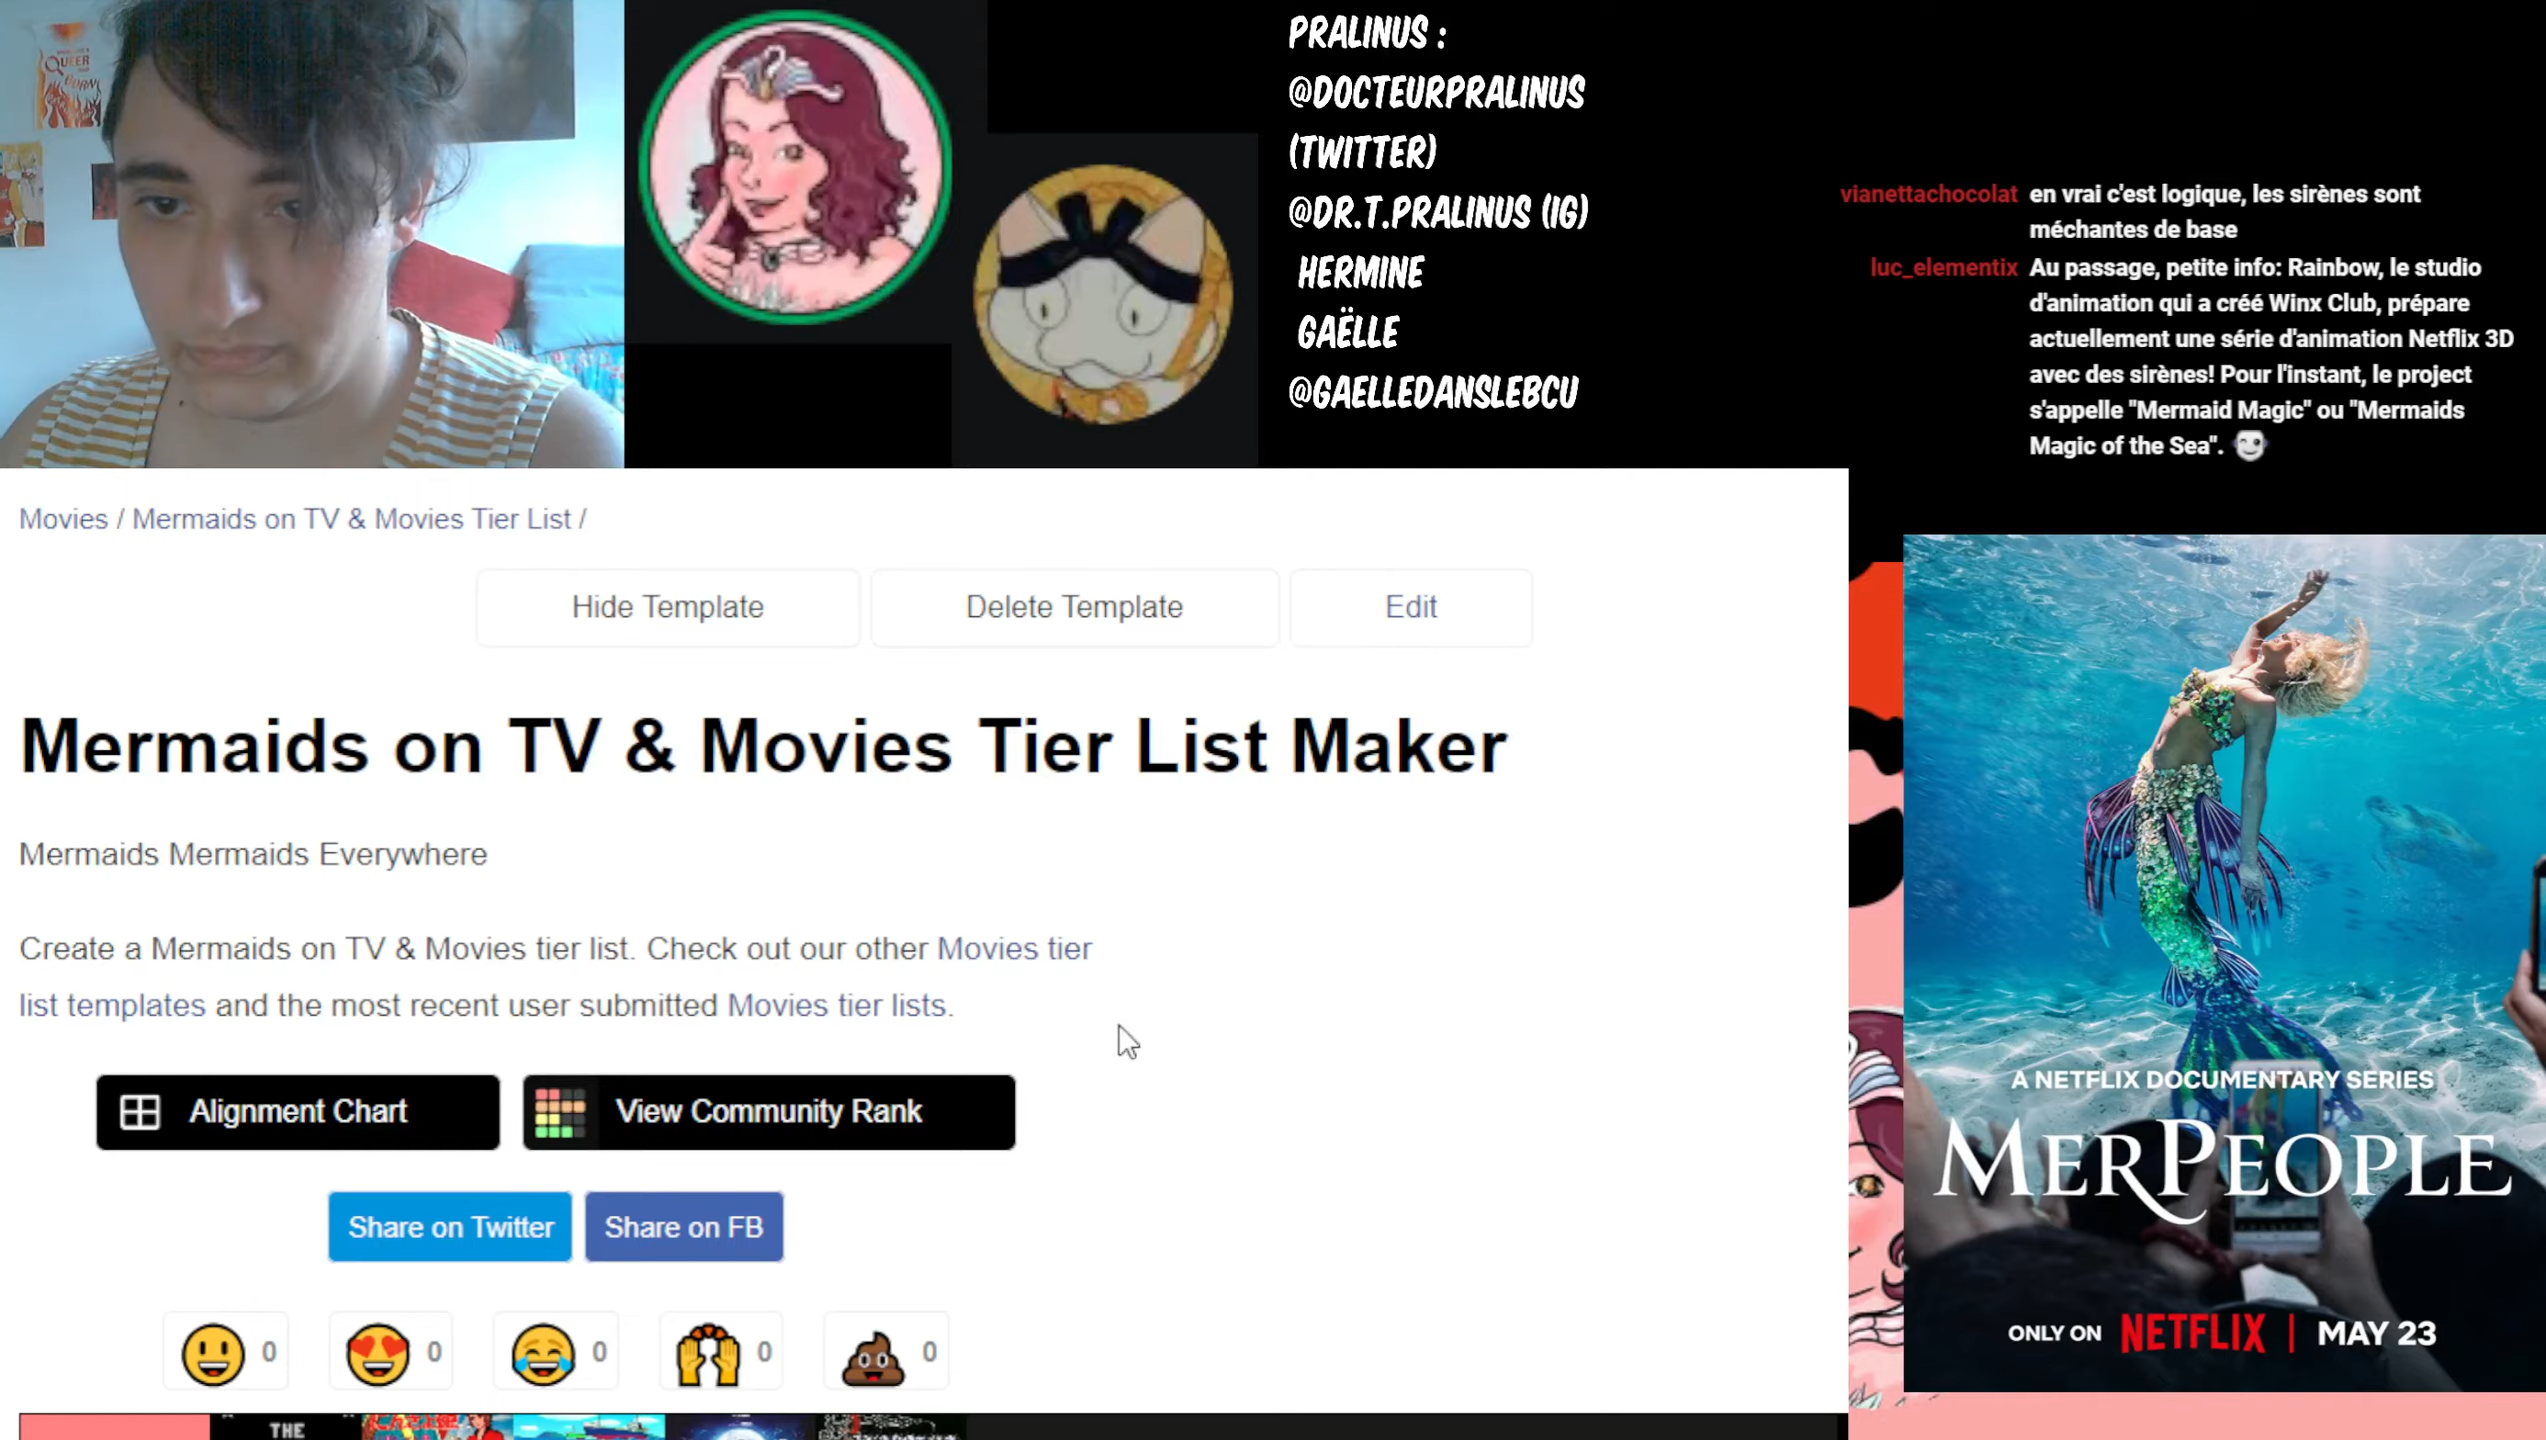 QUEER
PRALINUS :
@DOCTEURPRALINUS
(TWITTER)
@DR.T.PRALINUS (IG)
HERMINE
GAËLLE
@GAELLEDANSLEBCU
vianettachocolat en vrai c'est logique, les sirènes sont
méchantes de base
luc_elementix Au passage, petite info: Rainbow, le studio
d'animation qui a créé Winx Club, prépare
actuellement une série d'animation Netflix 3D
avec des sirènes! Pour l'instant, le project
s'appelle "Mermaid Magic" ou "Mermaids
Magic of the Sea".
Movies / Mermaids on TV & Movies Tier List /
Hide Template
Delete Template
Edit
Mermaids on TV & Movies Tier List Maker
Mermaids Mermaids Everywhere
Create a Mermaids on TV & Movies tier list. Check out our other Movies tier
list templates and the most recent user submitted Movies tier lists.
Alignment Chart
View Community Rank
Share on Twitter
Share on FB
0
0
0
0
0
THE
A NETFLIX DOCUMENTARY SERIES
MERPEOPLE
ONLY ON NETFLIX | MAY 23